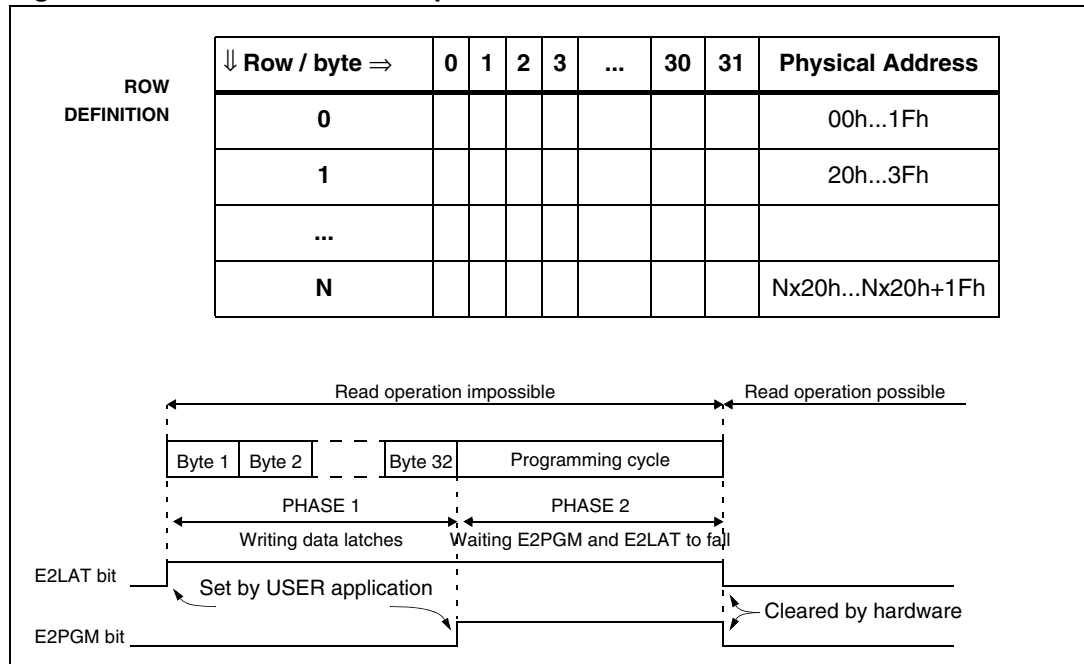 ROW
DEFINITION
⇓ Row / byte ⇒ 0 1 2 3 ... 30 31 Physical Address
0 00h...1Fh
1 20h...3Fh
...
N Nx20h...Nx20h+1Fh
Read operation impossible Read operation possible
Byte 1 Byte 2 Byte 32 Programming cycle
PHASE 1 PHASE 2
Writing data latches Waiting E2PGM and E2LAT to fall
E2LAT bit
Set by USER application
Cleared by hardware
E2PGM bit